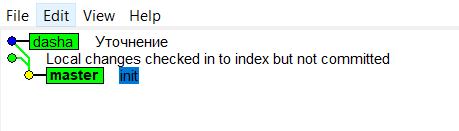 File Edit View Help
dasha Уточнение
Local changes checked in to index but not committed
master init